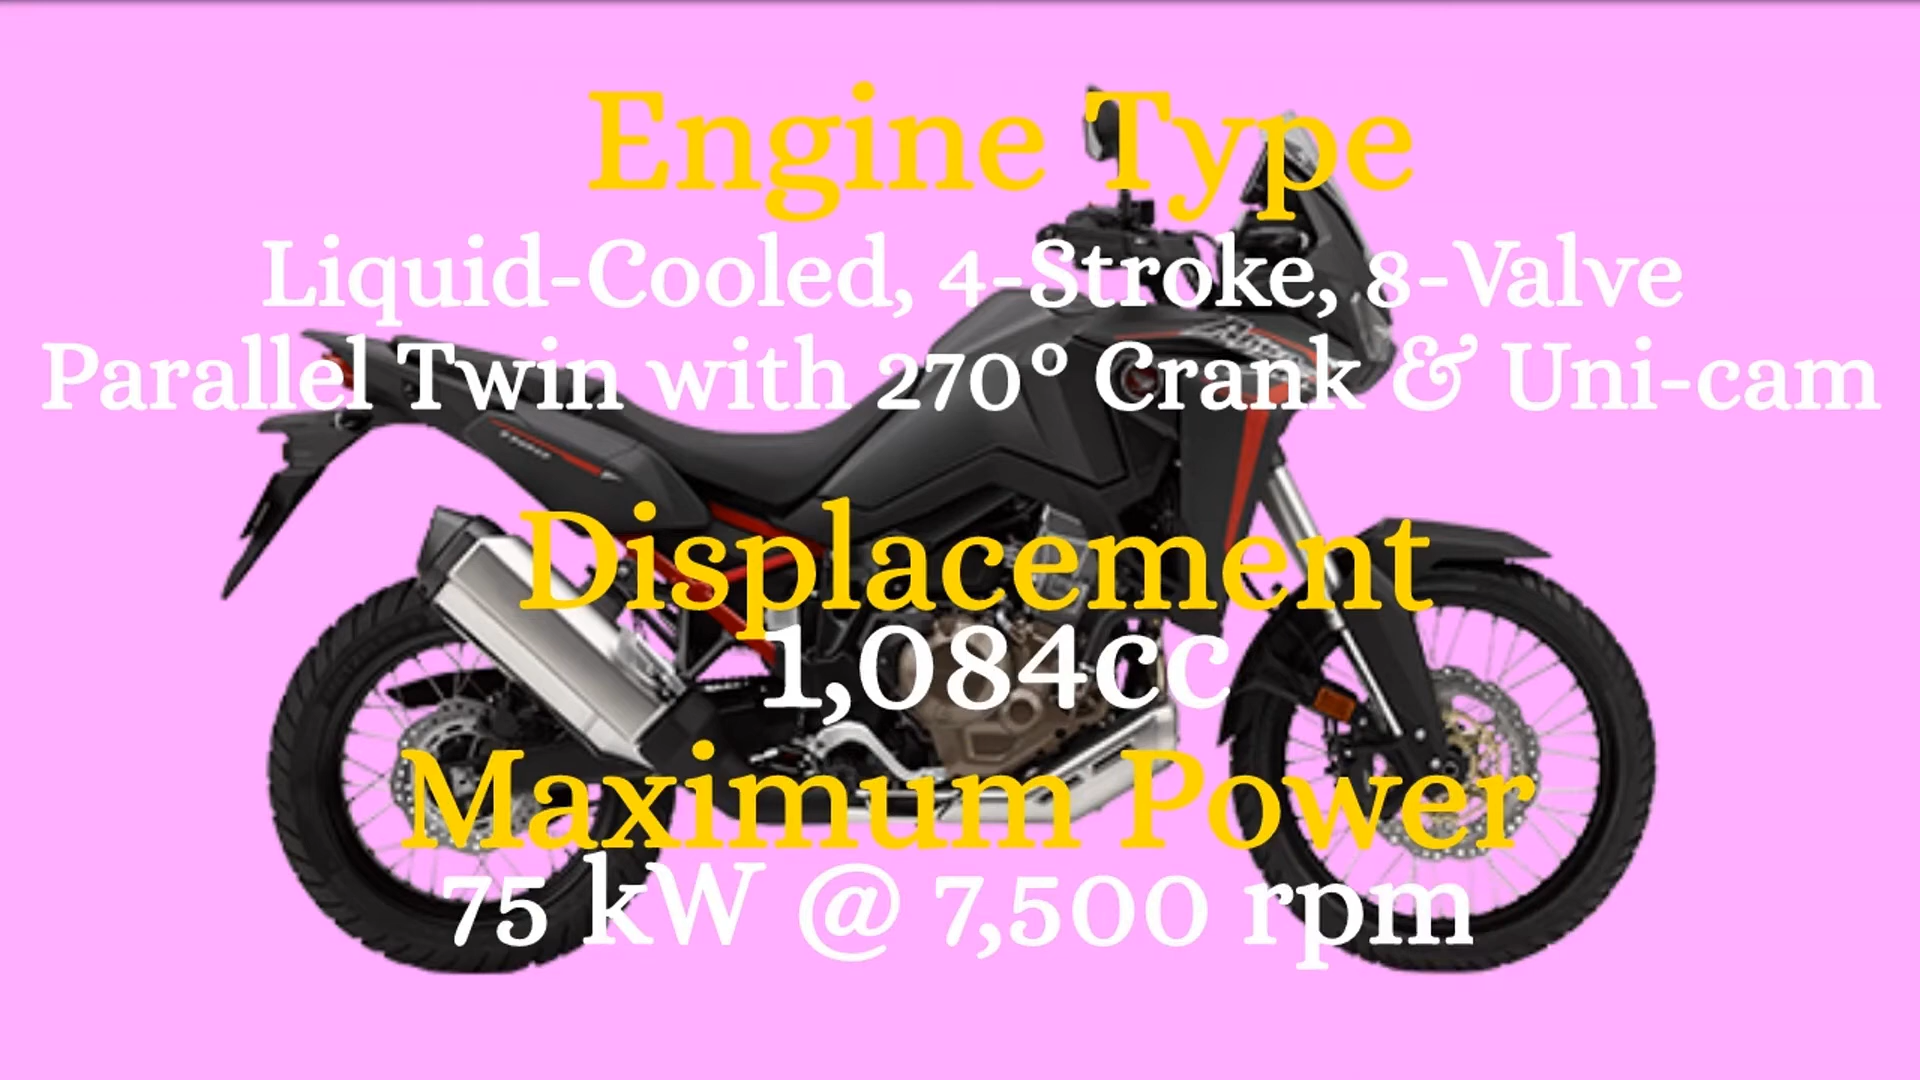 Engine Type
Liquid-Cooled, 4-Stroke, 8-Valve
Parallel Twin with 270° Crank & Uni-cam
Displacement
1,084cc
Maximum Power
75 kW @ 7,500 rpm